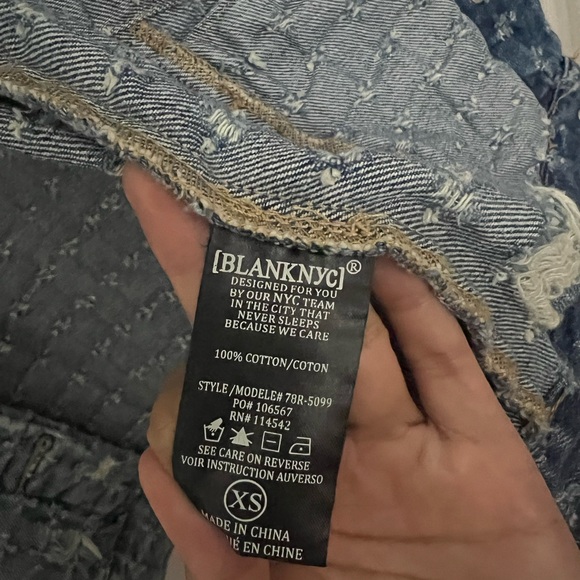 [BLANKNYC]®
DESIGNED FOR YOU
BY OUR NYC TEAM
IN THE CITY THAT
NEVER SLEEPS
BECAUSE WE CARE
100% COTTON/COTON
STYLE/MODELE# 78R-5099
PO# 106567
RN# 114542
SEE CARE ON REVERSE
VOIR INSTRUCTION AUVERSO
XS
MADE IN CHINA
É EN CHINE